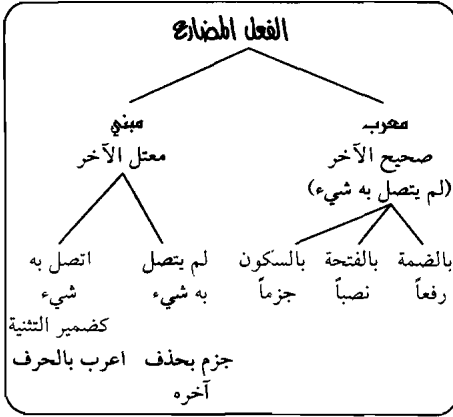 الفعل المضارع
معرب
صحيح الآخر
(لم يتصل به شيء)
بالضمة
رفعاً
بالفتحة
نصباً
بالسكون
جزماً
مبني
معتل الآخر
لم يتصل
به شيء
جزم بحذف
آخره
اتصل به
شيء
كضمير التثنية
اعرب بالحرف